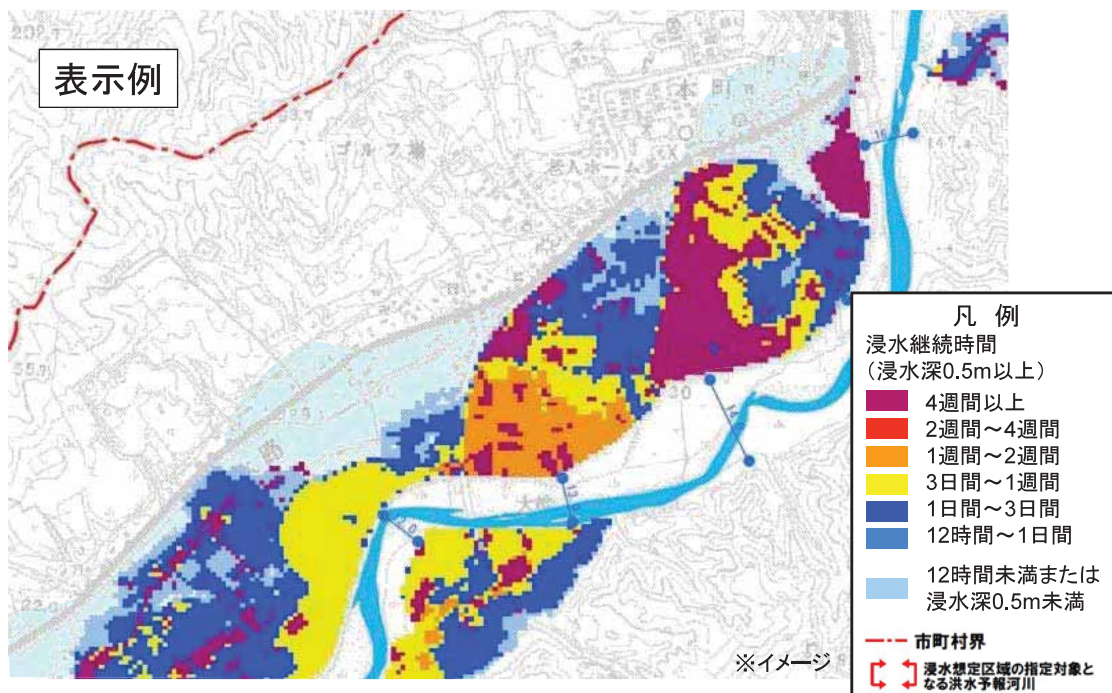 表示例
本町
ゴルフ場
老人ホーム
凡 例
浸水継続時間
（浸水深0.5m以上）
4週間以上
2週間～4週間
1週間～2週間
3日間～1週間
1日間～3日間
12時間～1日間
12時間未満または
浸水深0.5m未満
市町村界
浸水想定区域の指定対象と
なる洪水予報河川
※イメージ